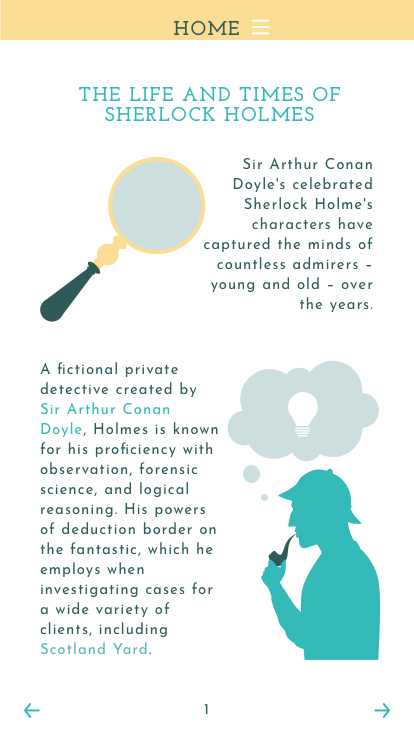 HOME
THE LIFE AND TIMES OF
SHERLOCK HOLMES
Sir Arthur Conan
Doyle's celebrated
Sherlock Holme's
characters have
captured the minds of
countless admirers –
young and old – over
the years.
A fictional private
detective created by
Sir Arthur Conan
Doyle, Holmes is known
for his proficiency with
observation, forensic
science, and logical
reasoning. His powers
of deduction border on
the fantastic, which he
employs when
investigating cases for
a wide variety of
clients, including
Scotland Yard.
1